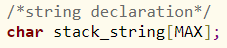 /*string declaration*/
char stack_string[MAX];